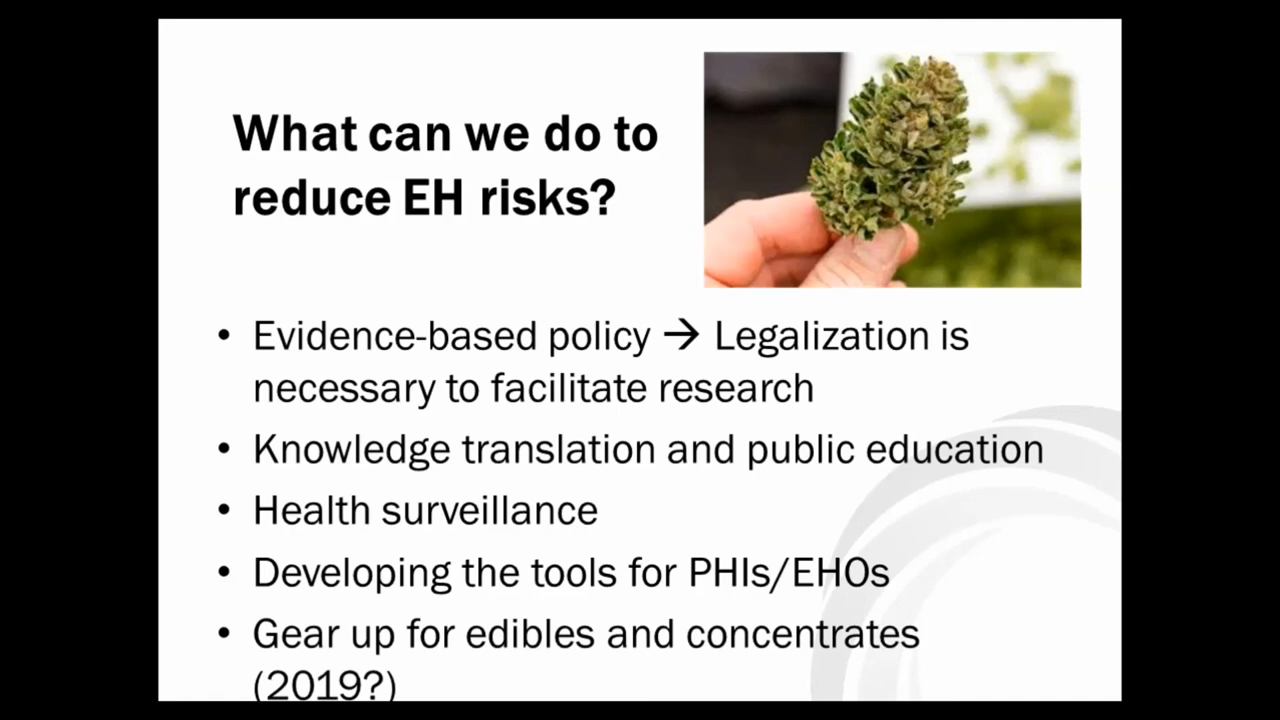 What can we do to
reduce EH risks?
• Evidence-based policy → Legalization is
necessary to facilitate research
• Knowledge translation and public education
• Health surveillance
• Developing the tools for PHIs/EHOs
• Gear up for edibles and concentrates
(2019?)